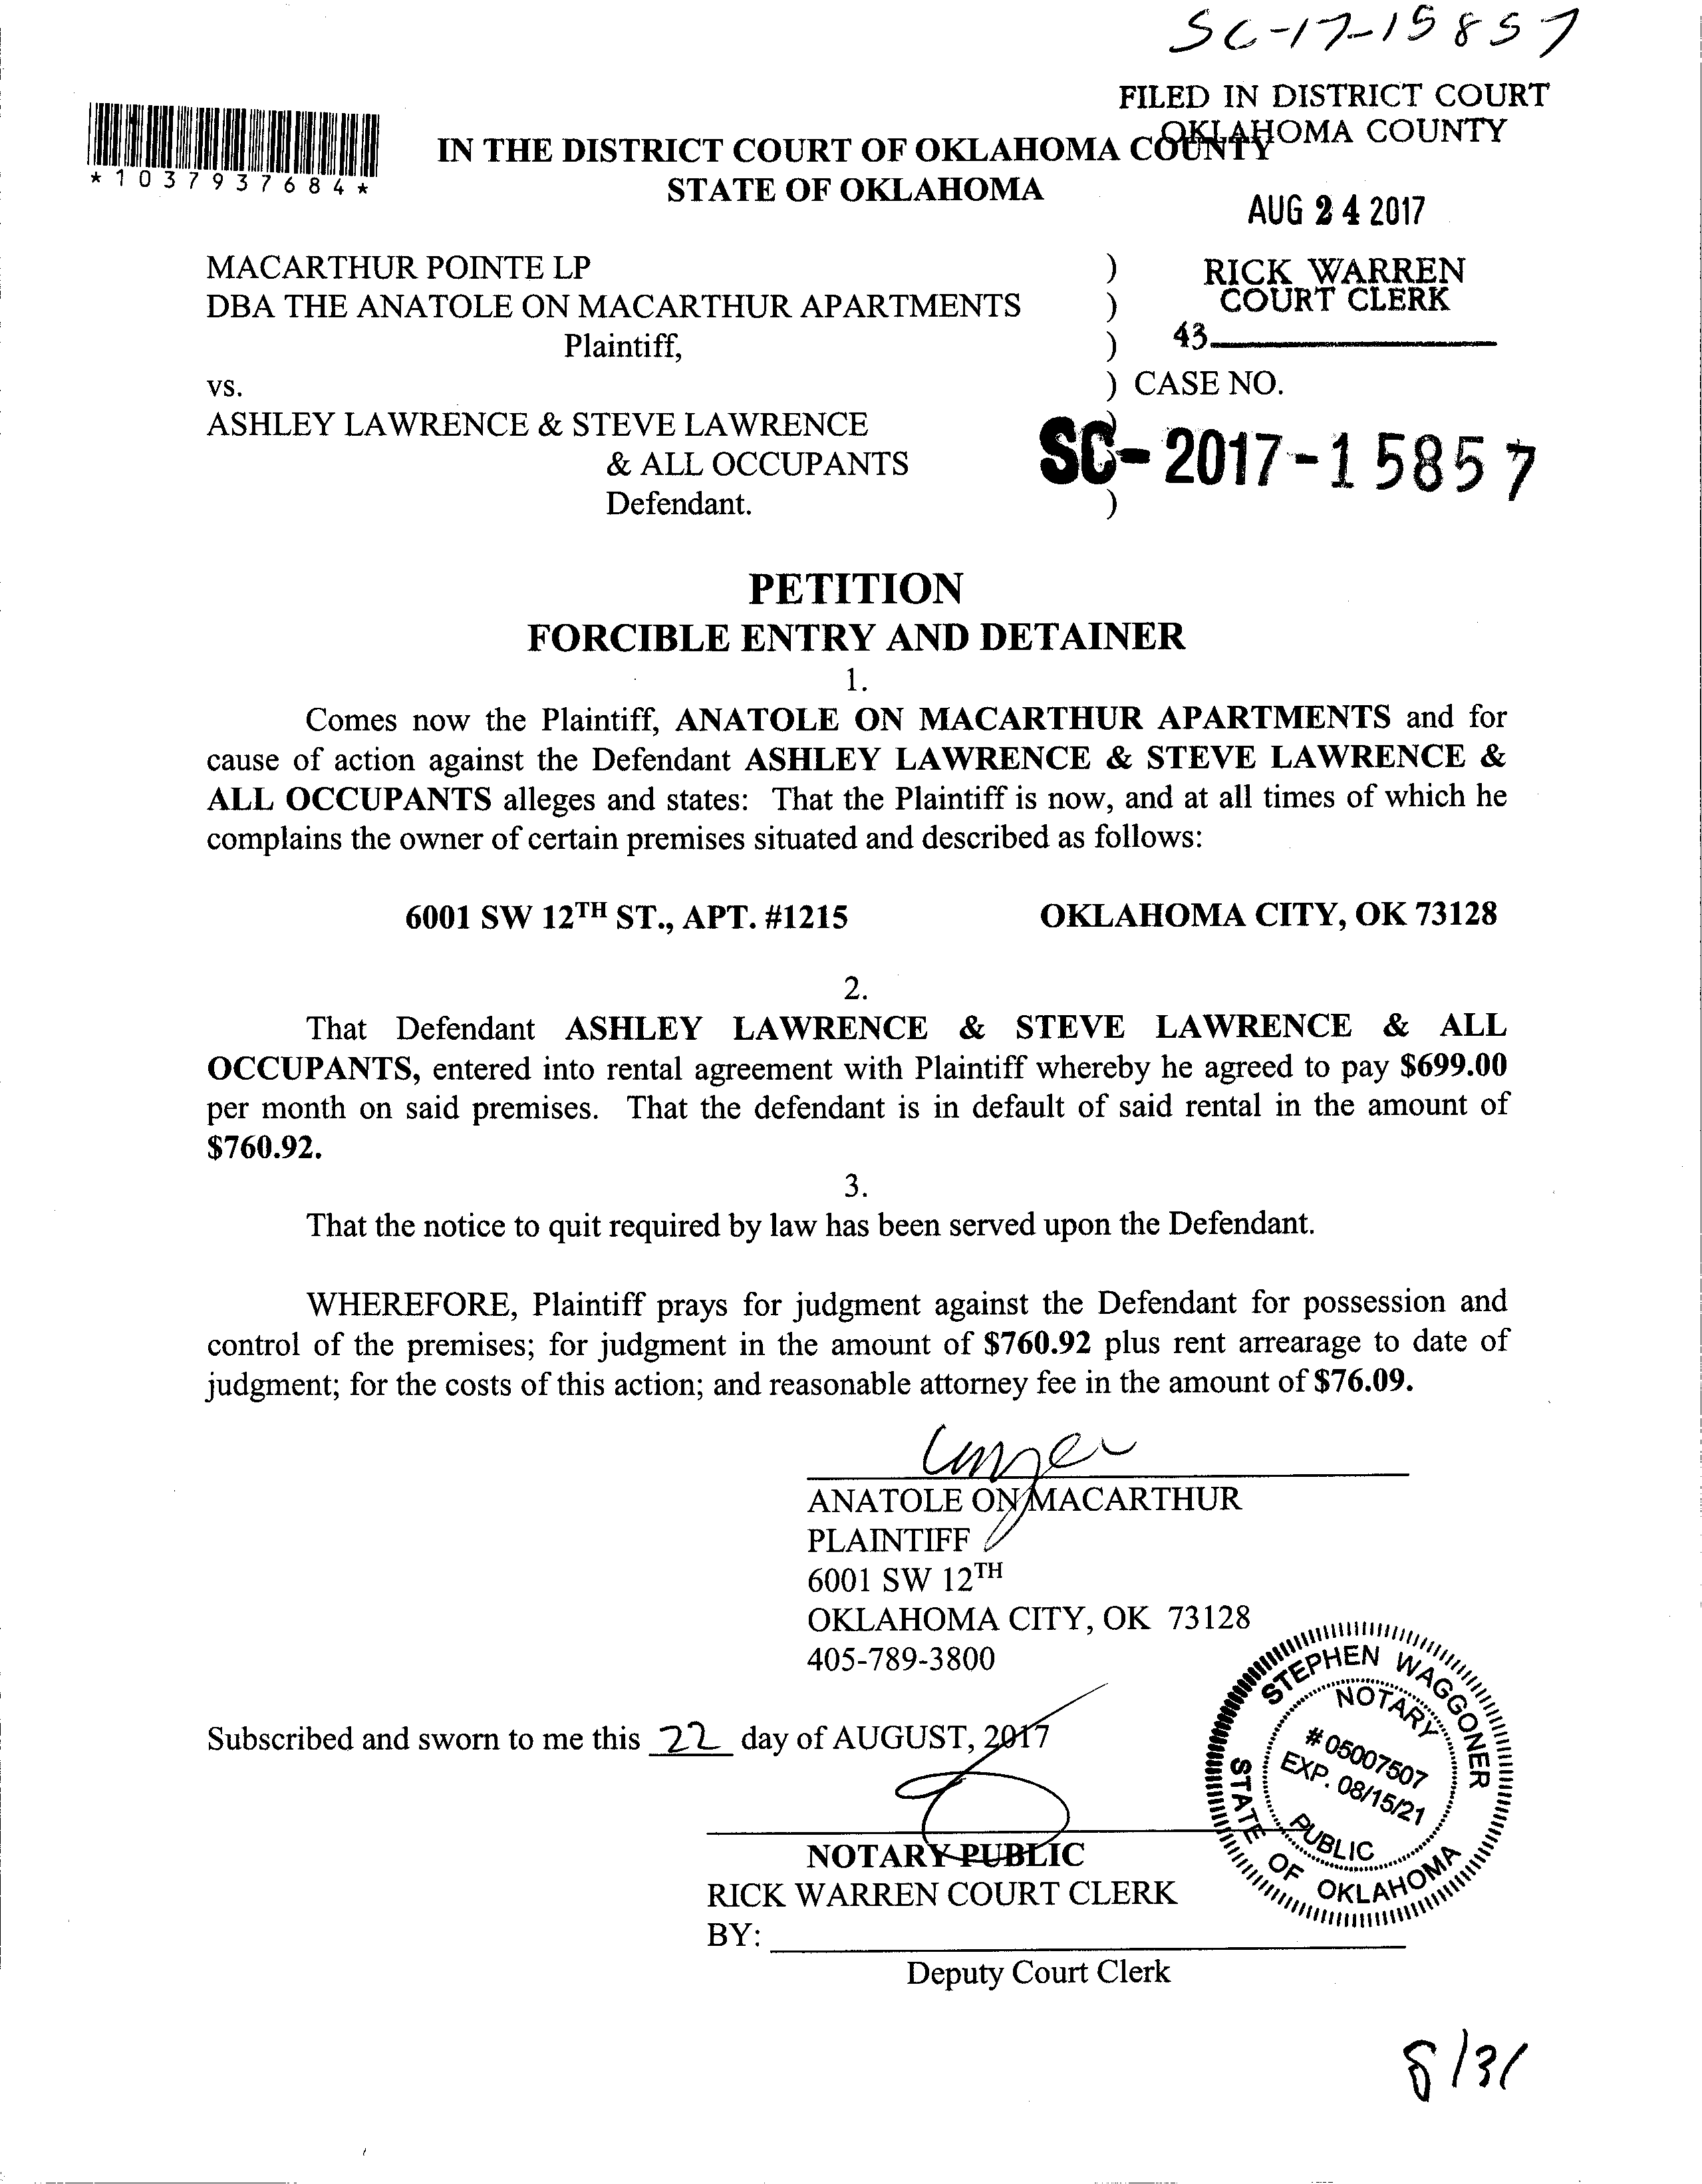 SC-17-15857
FILED IN DISTRICT COURT
OKLAHOMA COUNTY
*1037937684*
IN THE DISTRICT COURT OF OKLAHOMA COUNTY
STATE OF OKLAHOMA
AUG 24 2017
MACARTHUR POINTE LP )
DBA THE ANATOLE ON MACARTHUR APARTMENTS )
Plaintiff, )
RICK WARREN
COURT CLERK
43
vs. ) CASE NO.
ASHLEY LAWRENCE & STEVE LAWRENCE )
& ALL OCCUPANTS
SC-2017-15857
Defendant. )
PETITION
FORCIBLE ENTRY AND DETAINER
1.
Comes now the Plaintiff, ANATOLE ON MACARTHUR APARTMENTS and for
cause of action against the Defendant ASHLEY LAWRENCE & STEVE LAWRENCE &
ALL OCCUPANTS alleges and states: That the Plaintiff is now, and at all times of which he
complains the owner of certain premises situated and described as follows:
6001 SW 12TH ST., APT. #1215 OKLAHOMA CITY, OK 73128
2.
That Defendant ASHLEY LAWRENCE & STEVE LAWRENCE & ALL
OCCUPANTS, entered into rental agreement with Plaintiff whereby he agreed to pay $699.00
per month on said premises. That the defendant is in default of said rental in the amount of
$760.92.
3.
That the notice to quit required by law has been served upon the Defendant.
WHEREFORE, Plaintiff prays for judgment against the Defendant for possession and
control of the premises; for judgment in the amount of $760.92 plus rent arrearage to date of
judgment; for the costs of this action; and reasonable attorney fee in the amount of $76.09.
ANATOLE ON MACARTHUR
PLAINTIFF
6001 SW 12TH
OKLAHOMA CITY, OK 73128
405-789-3800
Subscribed and sworn to me this 22 day of AUGUST, 2017
STEPHEN WAGGONER
NOTARY
# 05007507
EXP. 08/15/21
PUBLIC
STATE OF OKLAHOMA
NOTARY PUBLIC
RICK WARREN COURT CLERK
BY:
Deputy Court Clerk
8/31